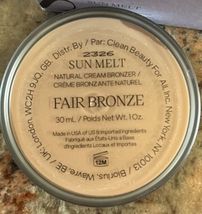 Distr. By / Par: Clean Beauty For All, Inc. New York, NY 10013 / Biorius, Wavre, BE / UK: London, WC2H 9JQ, GB.
2326
SUN MELT
NATURAL CREAM BRONZER /
CRÈME BRONZANTE NATUREL
FAIR BRONZE
30 mL / Poids Net Wt. 1 Oz.
Made in USA of US &Imported Ingredients
Fabriqué aux États-Unis à Base
d'Ingrédients Locaux et Importés
12M